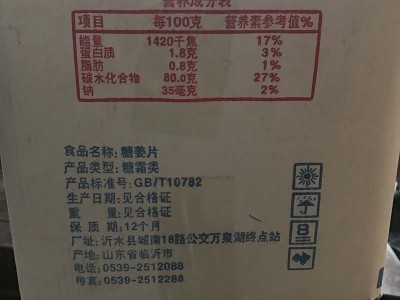 营养成分表
项目 每100克 营养素参考值%
能量 1420千焦 17%
蛋白质 1.8克 3%
脂肪 0.8克 1%
碳水化合物 80.0克 27%
钠 35毫克 2%
食品名称: 糖姜片
产品类型: 糖霜类
产品标准号: GB/T10782
生产日期: 见合格证
重 量: 见合格证
保 质 期: 12个月
厂址: 沂水县城南18路公交万泉湖终点站
产地: 山东省临沂市
电话: 0539-2512088
传真: 0539-2512288
8